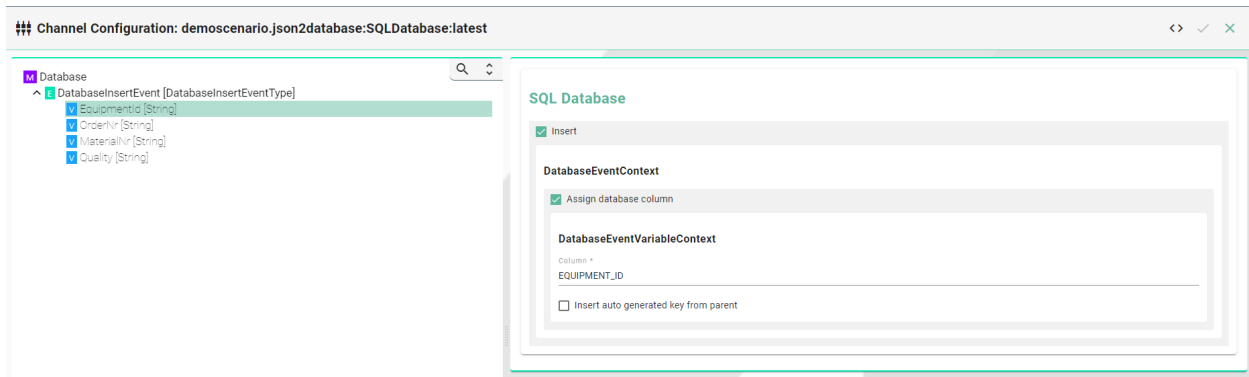 Channel Configuration: demoscenario.json2database:SQLDatabase:latest
M Database
E DatabaseInsertEvent [DatabaseInsertEventType]
V EquipmentId [String]
V OrderNr [String]
V MaterialNr [String]
V Quality [String]
SQL Database
Insert
DatabaseEventContext
Assign database column
DatabaseEventVariableContext
Column *
EQUIPMENT_ID
Insert auto generated key from parent